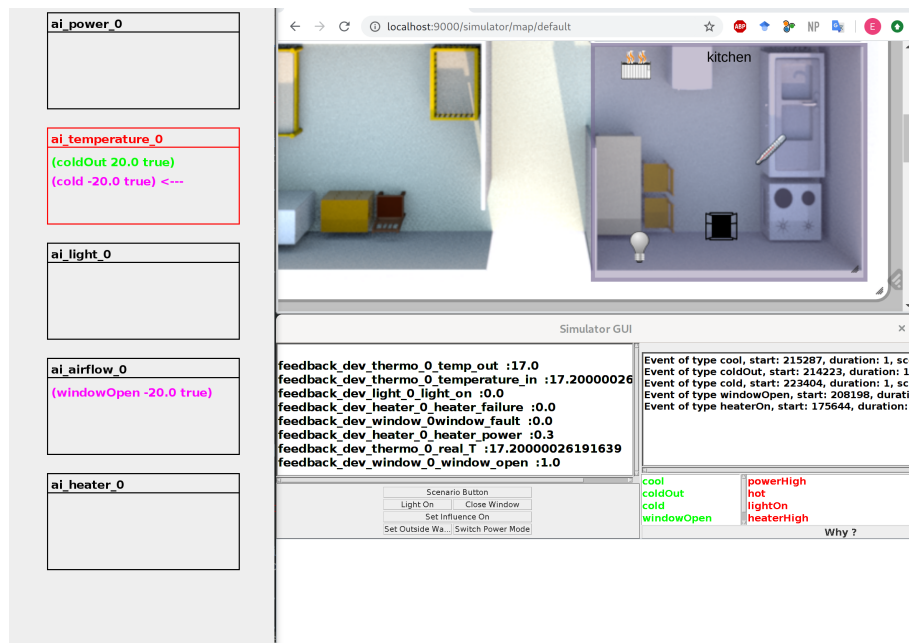 ai_power_0
ai_temperature_0
(coldOut 20.0 true)
(cold -20.0 true) <---
ai_light_0
ai_airflow_0
(windowOpen -20.0 true)
ai_heater_0
localhost:9000/simulator/map/default
ABP
NP
E
kitchen
Simulator GUI
feedback_dev_thermo_0_temp_out :17.0
feedback_dev_thermo_0_temperature_in :17.20000026
feedback_dev_light_0_light_on :0.0
feedback_dev_heater_0_heater_failure :0.0
feedback_dev_window_0window_fault :0.0
feedback_dev_heater_0_heater_power :0.3
feedback_dev_thermo_0_real_T :17.20000026191639
feedback_dev_window_0_window_open :1.0
Event of type cool, start: 215287, duration: 1, sc
Event of type coldOut, start: 214223, duration: 1
Event of type cold, start: 223404, duration: 1, sc
Event of type windowOpen, start: 208198, durati
Event of type heaterOn, start: 175644, duration:
Scenario Button
Light On Close Window
Set Influence On
Set Outside Wa... Switch Power Mode
cool
coldOut
cold
windowOpen
powerHigh
hot
lightOn
heaterHigh
Why ?